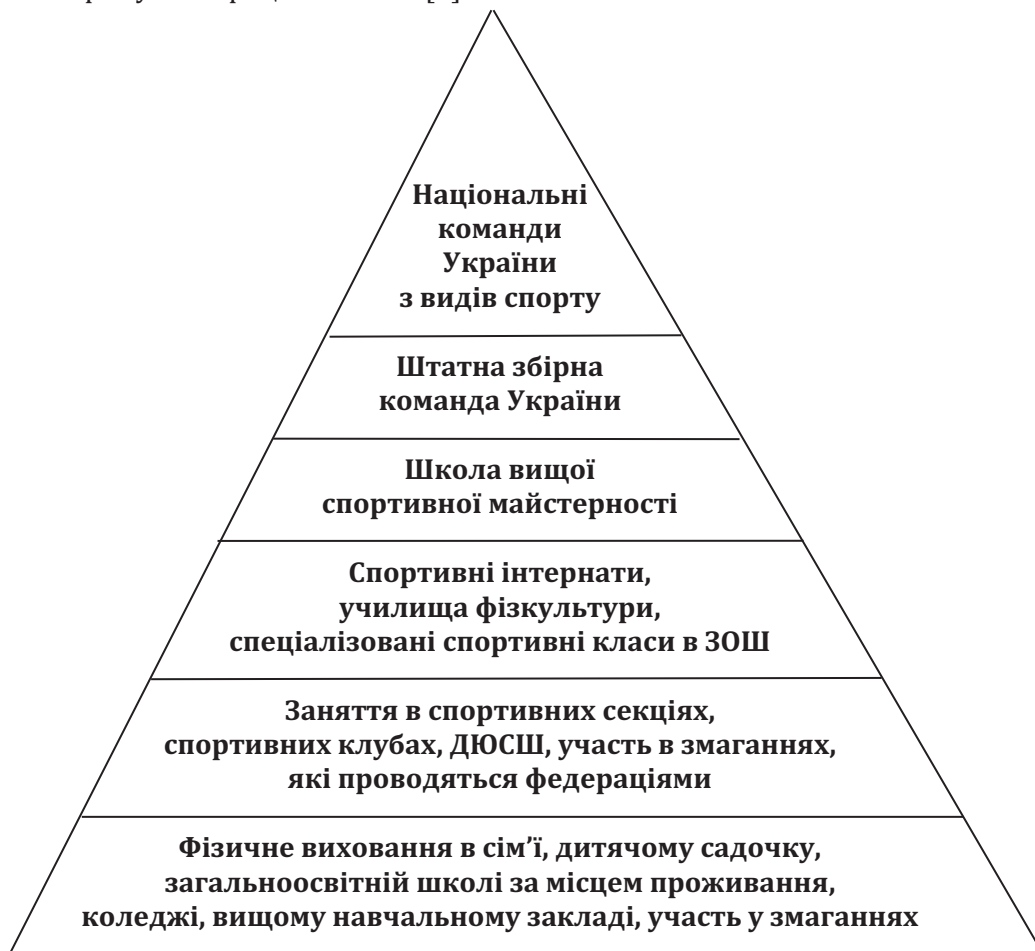 Національні
команди
України
з видів спорту
Штатна збірна
команда України
Школа вищої
спортивної майстерності
Спортивні інтернати,
училища фізкультури,
спеціалізовані спортивні класи в ЗОШ
Заняття в спортивних секціях,
спортивних клубах, ДЮСШ, участь в змаганнях,
які проводяться федераціями
Фізичне виховання в сім’ї, дитячому садочку,
загальноосвітній школі за місцем проживання,
коледжі, вищому навчальному закладі, участь у змаганнях